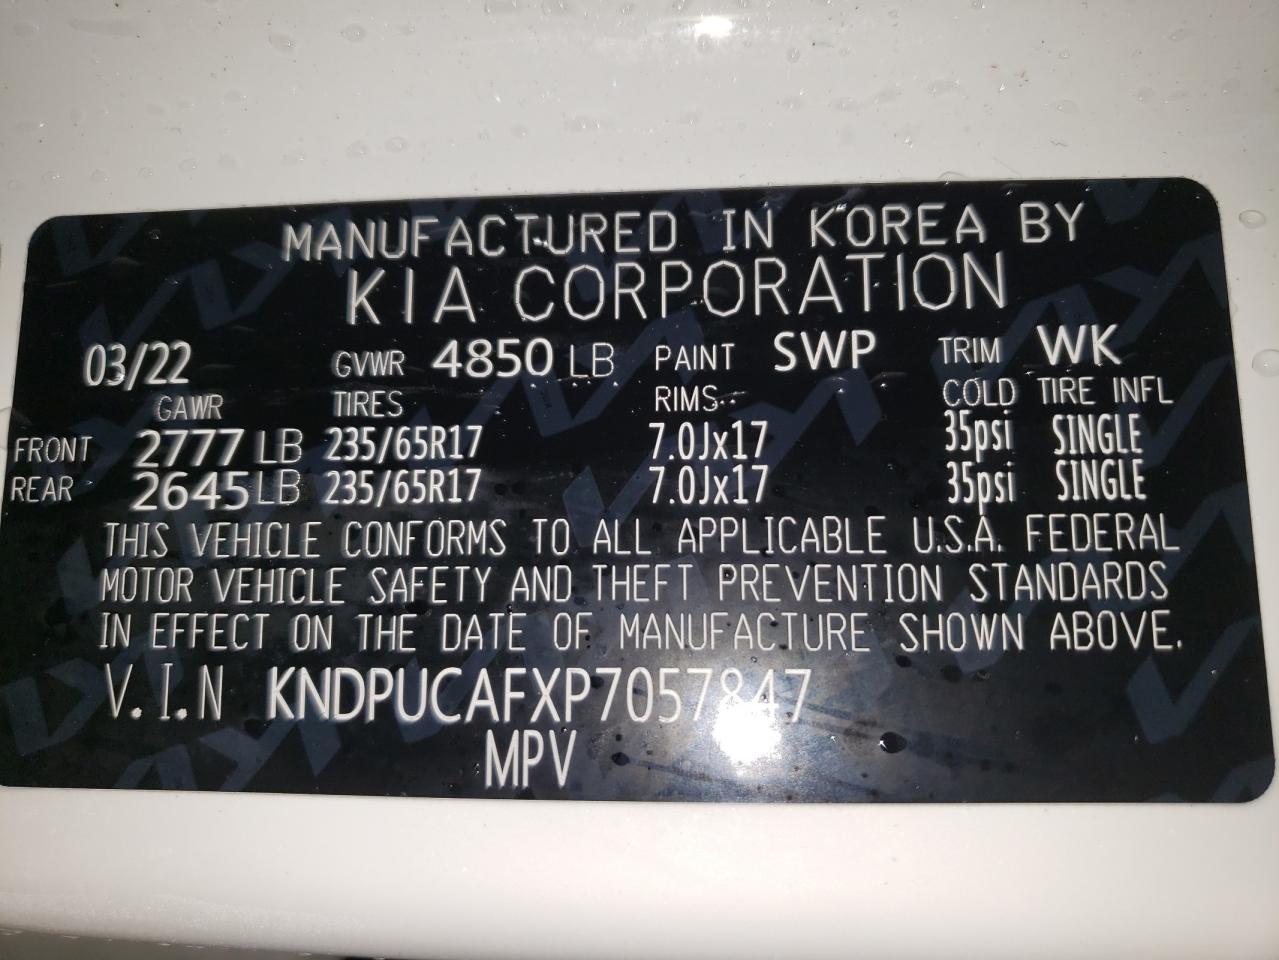 MANUFACTURED IN KOREA BY
KIA CORPORATION
03/22 GVWR 4850 LB PAINT SWP TRIM WK
GAWR TIRES RIMS COLD TIRE INFL
FRONT 2777 LB 235/65R17 7.0Jx17 35psi SINGLE
REAR 2645 LB 235/65R17 7.0Jx17 35psi SINGLE
THIS VEHICLE CONFORMS TO ALL APPLICABLE U.S.A. FEDERAL
MOTOR VEHICLE SAFETY AND THEFT PREVENTION STANDARDS
IN EFFECT ON THE DATE OF MANUFACTURE SHOWN ABOVE.
V.I.N KNDPUCAFXP7057847
MPV